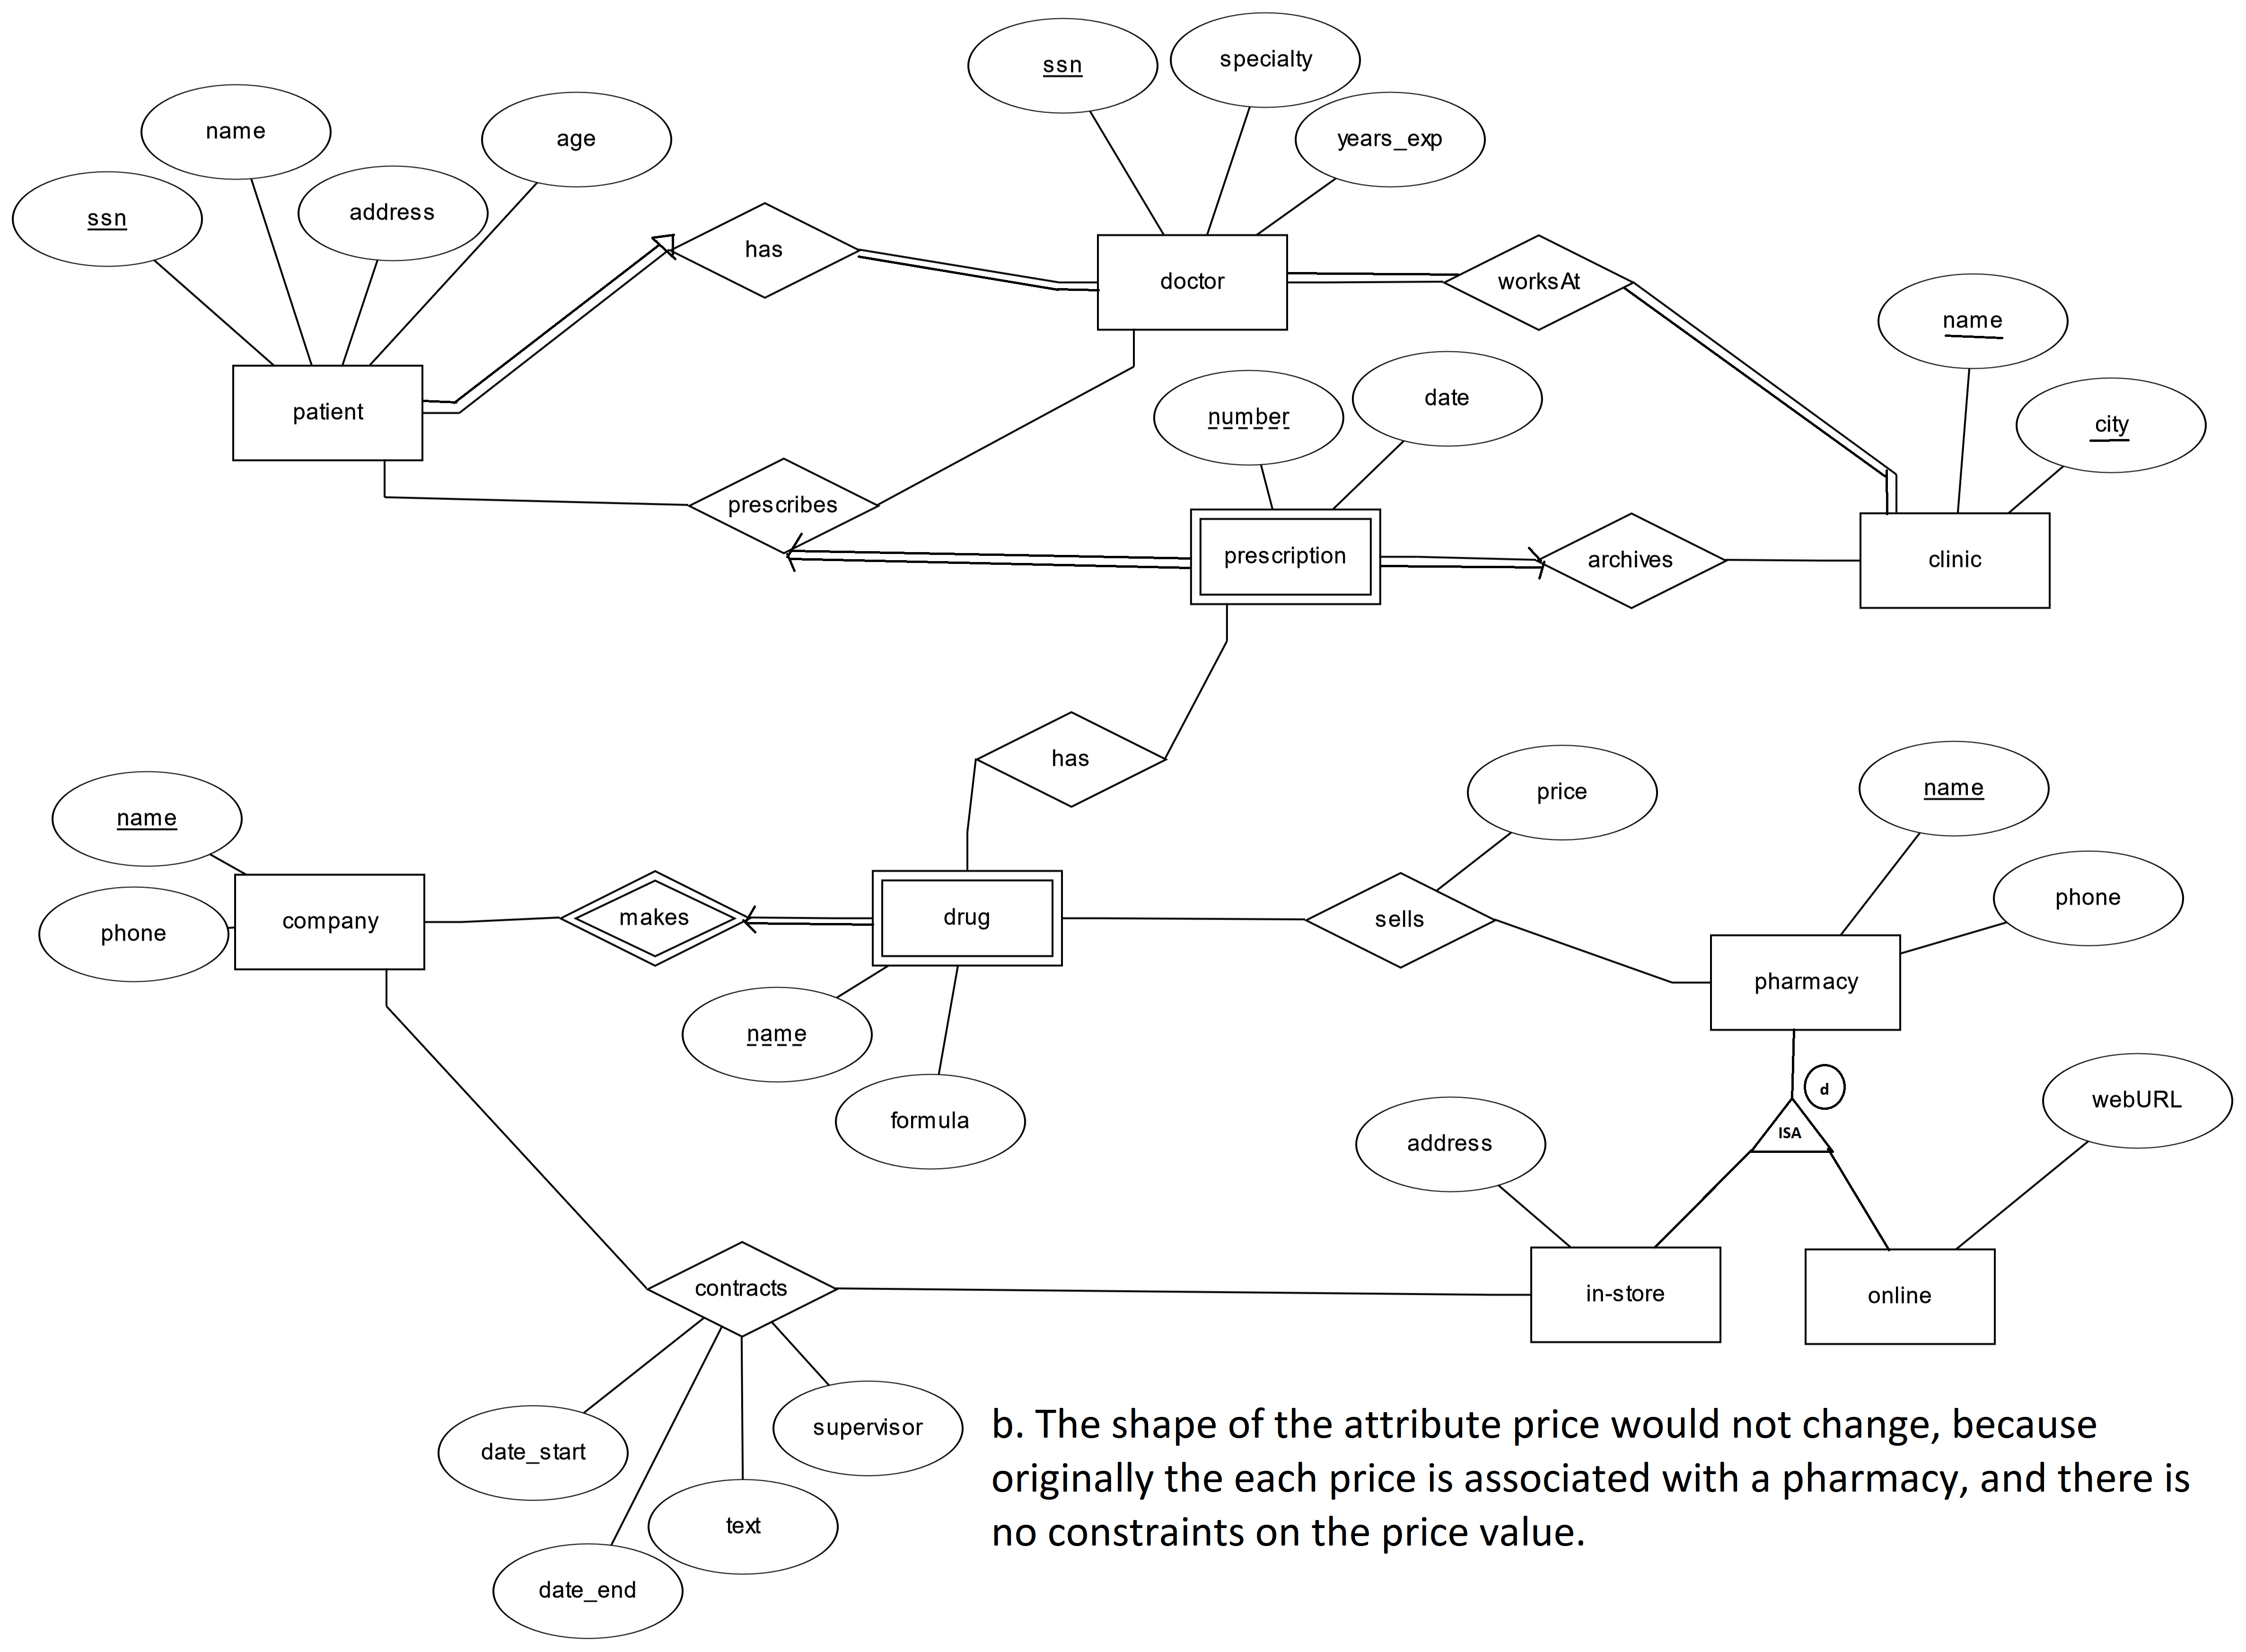 ssn
specialty
years_exp
name
age
ssn
address
has
doctor
worksAt
name
patient
city
number
date
prescribes
prescription
archives
clinic
has
price
name
name
phone
phone
company
makes
drug
sells
pharmacy
name
formula
d
webURL
address
ISA
contracts
in-store
online
date_start
supervisor
text
date_end
b. The shape of the attribute price would not change, because
originally the each price is associated with a pharmacy, and there is
no constraints on the price value.